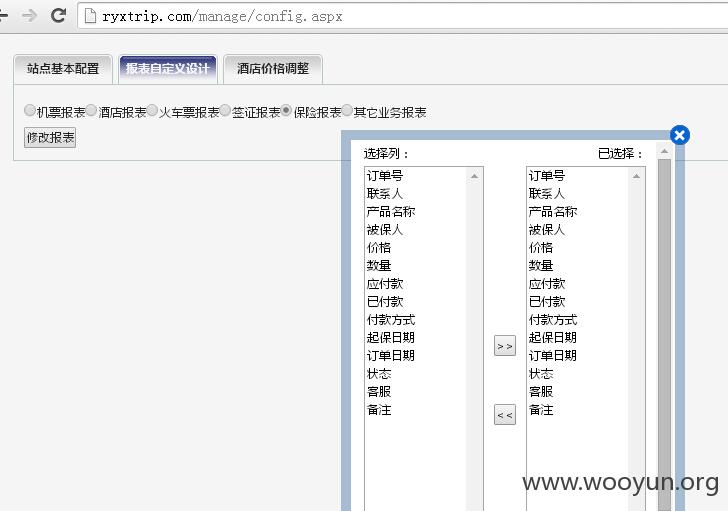 ryxtrip.com/manage/config.aspx
站点基本配置 报表自定义设计 酒店价格调整
机票报表 酒店报表 火车票报表 签证报表 保险报表 其它业务报表
修改报表
选择列： 已选择：
订单号 订单号
联系人 联系人
产品名称 产品名称
被保人 被保人
价格 价格
数量 数量
应付款 应付款
已付款 已付款
付款方式 付款方式
起保日期 起保日期
订单日期 订单日期
状态 状态
客服 客服
备注 备注
>>
<<
www.wooyun.org